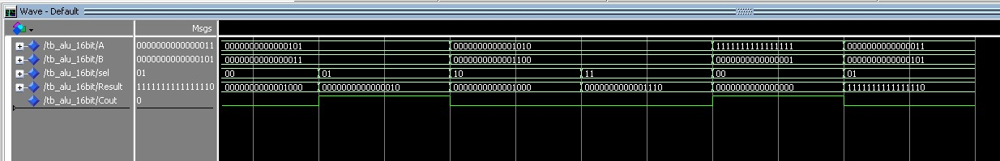 Wave - Default
Msgs
/tb_alu_16bit/A 0000000000000011 0000000000000101 0000000000001010 1111111111111111 0000000000000011
/tb_alu_16bit/B 0000000000000101 0000000000000011 0000000000001100 0000000000000001 0000000000000101
/tb_alu_16bit/sel 01 00 01 10 11 00 01
/tb_alu_16bit/Result 1111111111111110 0000000000001000 0000000000000010 0000000000001000 0000000000001110 0000000000000000 1111111111111110
/tb_alu_16bit/Cout 0